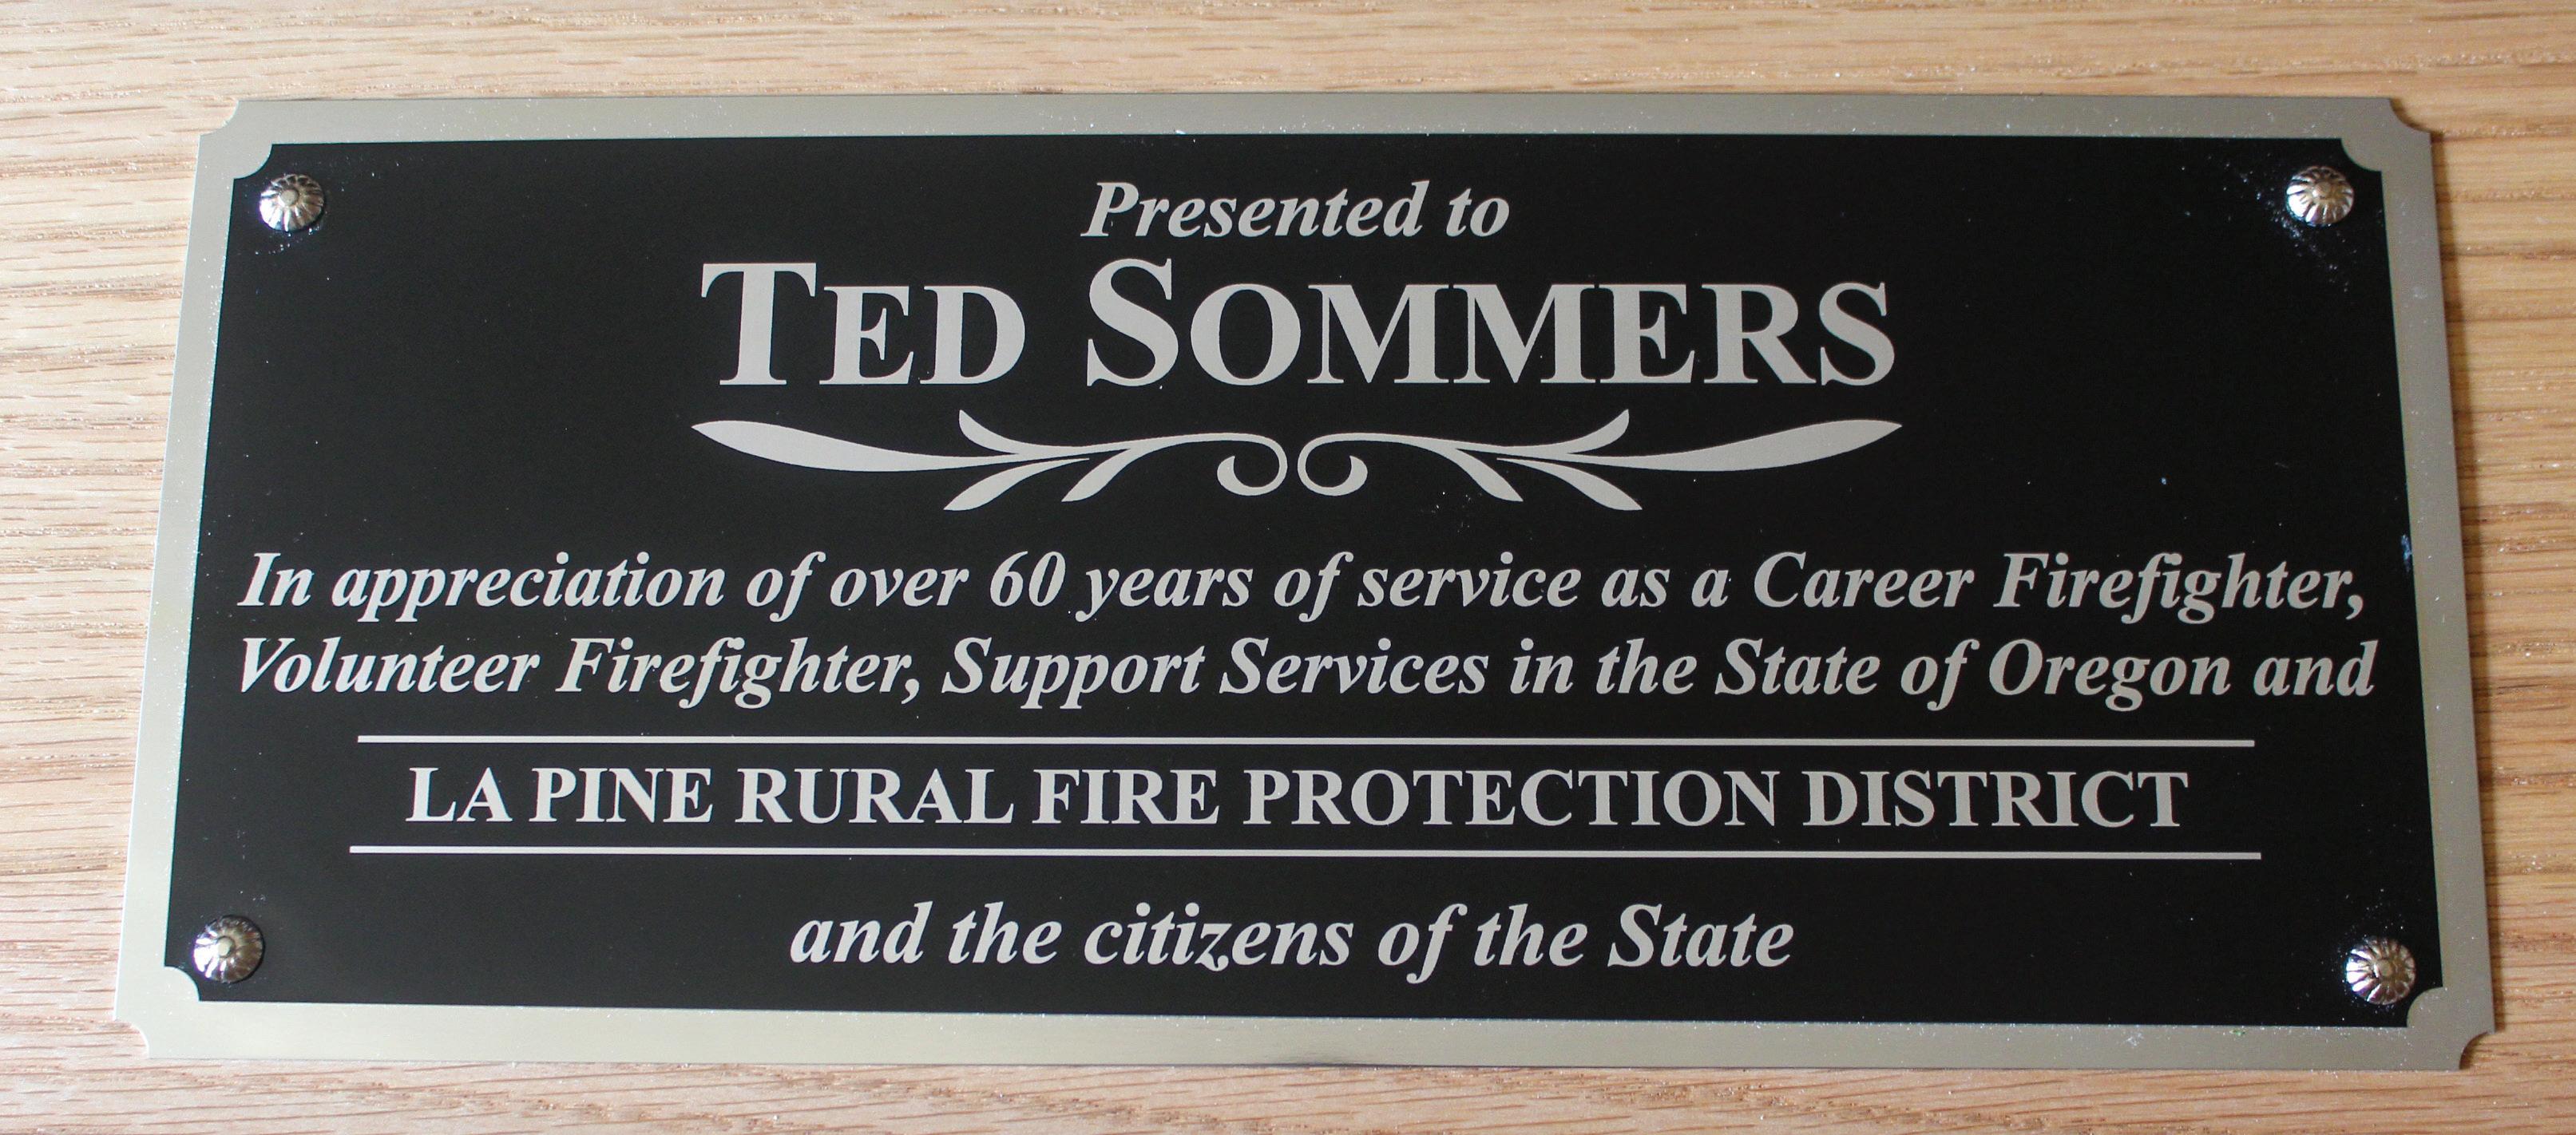 Presented to
TED SOMMERS
In appreciation of over 60 years of service as a Career Firefighter,
Volunteer Firefighter, Support Services in the State of Oregon and
LA PINE RURAL FIRE PROTECTION DISTRICT
and the citizens of the State